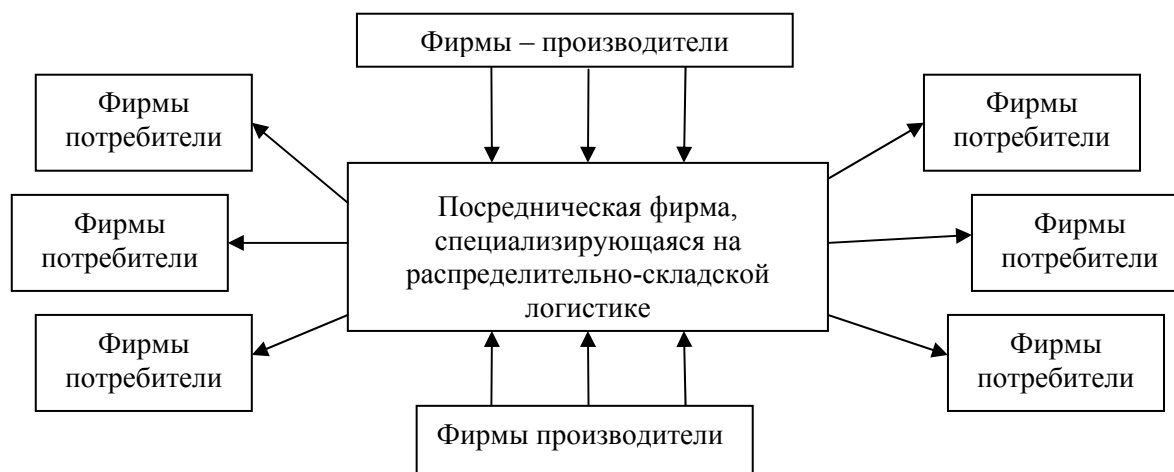 Фирмы – производители
Фирмы
потребители
Фирмы
потребители
Фирмы
потребители
Посредническая фирма,
специализирующаяся на
распределительно-складской
логистике
Фирмы
потребители
Фирмы
потребители
Фирмы
потребители
Фирмы производители